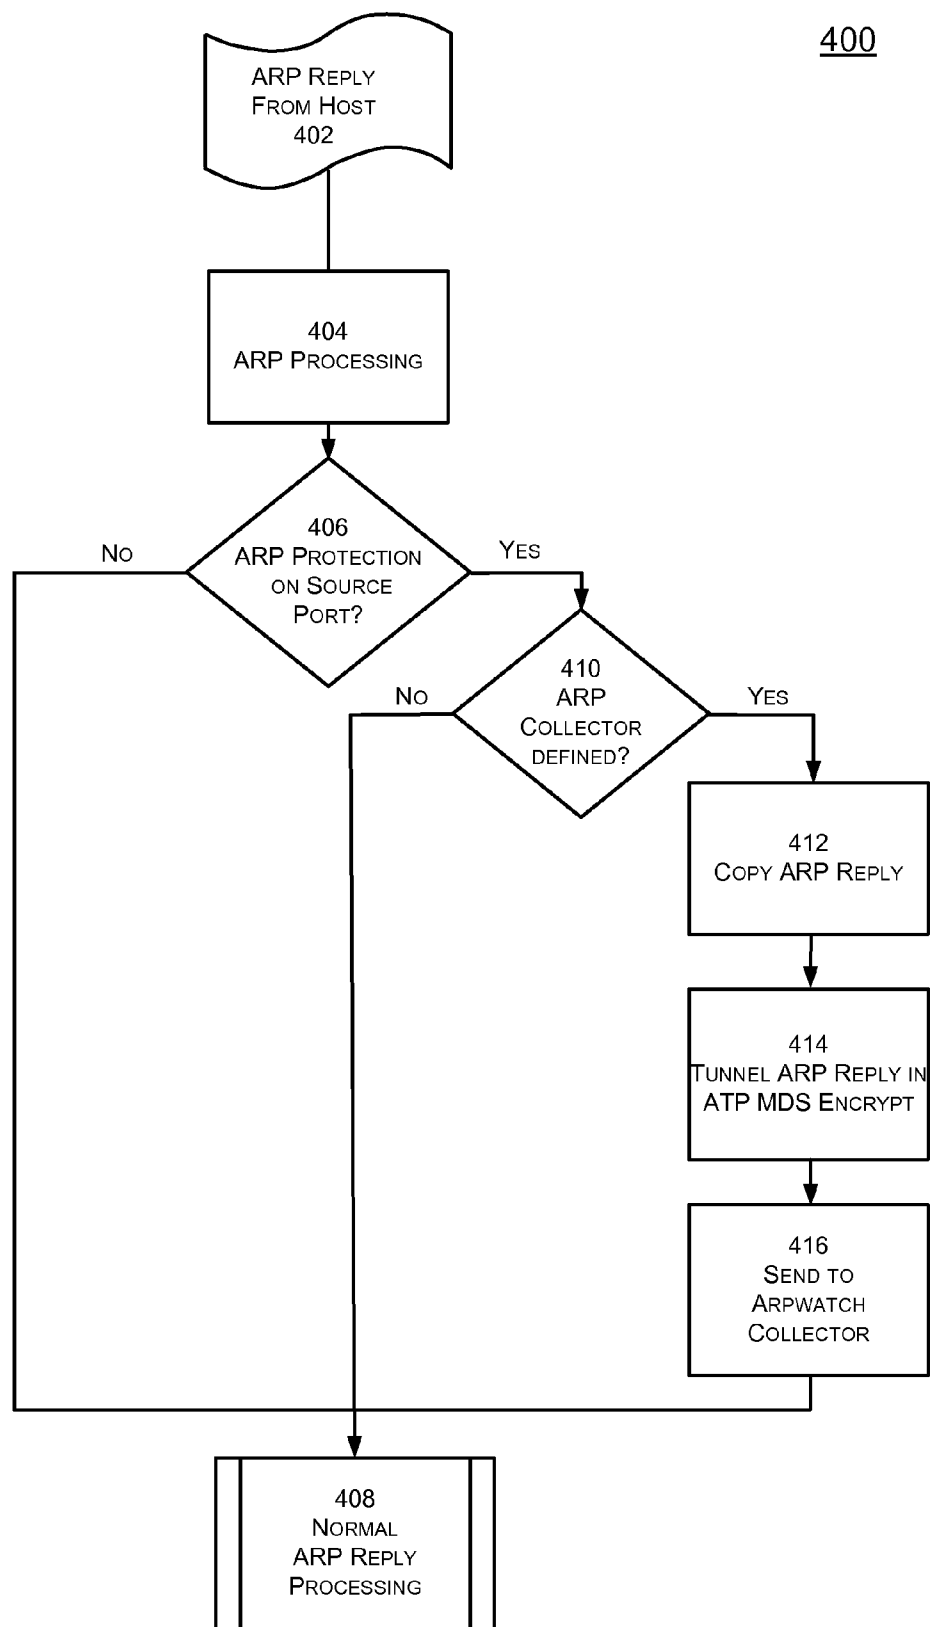 400
ARP REPLY
FROM HOST
402
404
ARP PROCESSING
406
ARP PROTECTION
ON SOURCE
PORT?
NO
YES
410
ARP
COLLECTOR
DEFINED?
NO
YES
412
COPY ARP REPLY
414
TUNNEL ARP REPLY IN
ATP MDS ENCRYPT
416
SEND TO
ARPWATCH
COLLECTOR
408
NORMAL
ARP REPLY
PROCESSING